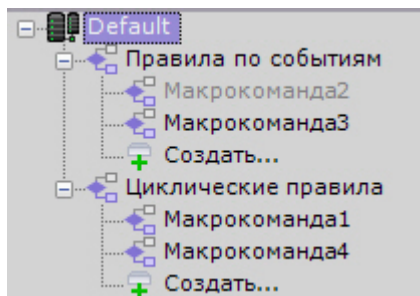 Default
Правила по событиям
Макрокоманда2
Макрокоманда3
Создать...
Циклические правила
Макрокоманда1
Макрокоманда4
Создать...